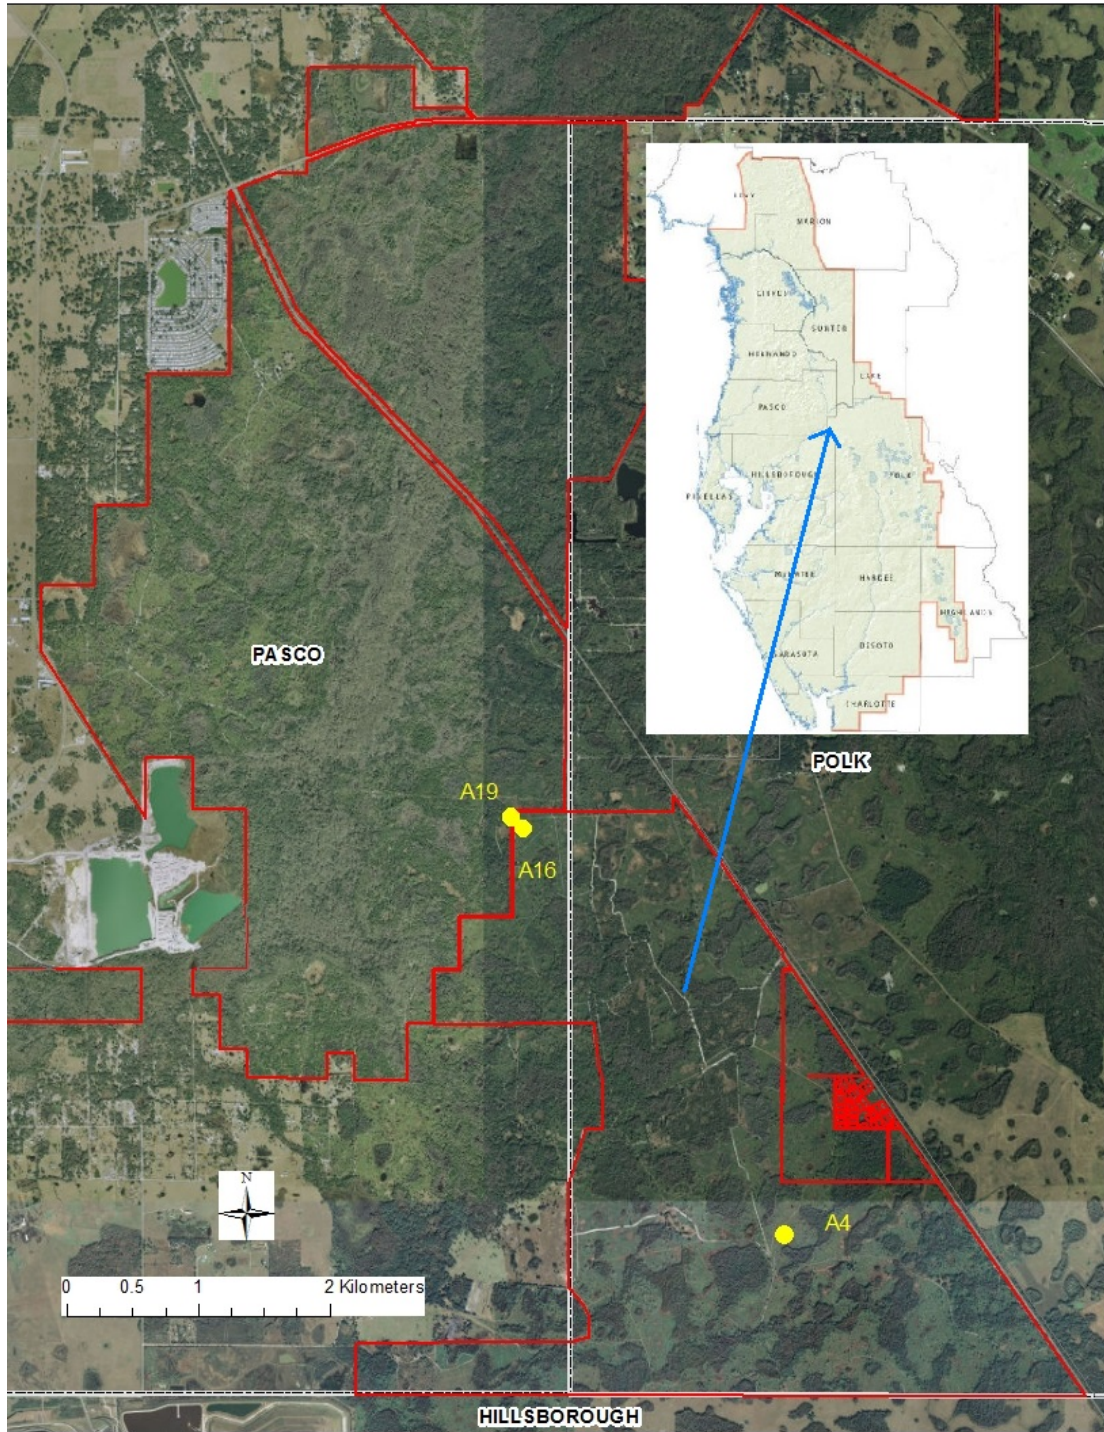 MARION
CITRUS
SUMTER
HERNANDO
LAKE
PASCO
HILLSBOROUGH
POLK
PINELLAS
MANATEE
HARDEE
HIGHLANDS
SARASOTA
DESOTO
CHARLOTTE
PASCO
POLK
A19
A16
A4
N
0 0.5 1 2 Kilometers
HILLSBOROUGH